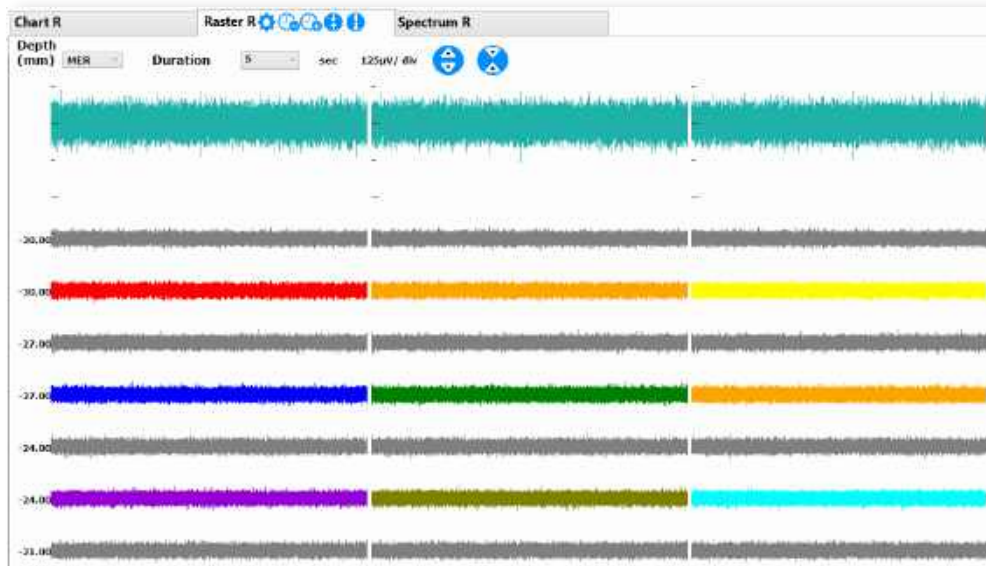 Chart R Raster R Spectrum R
Depth
(mm) MER Duration 5 sec 125µV/ div
-30.00
-30.00
-27.00
-27.00
-24.00
-24.00
-21.00